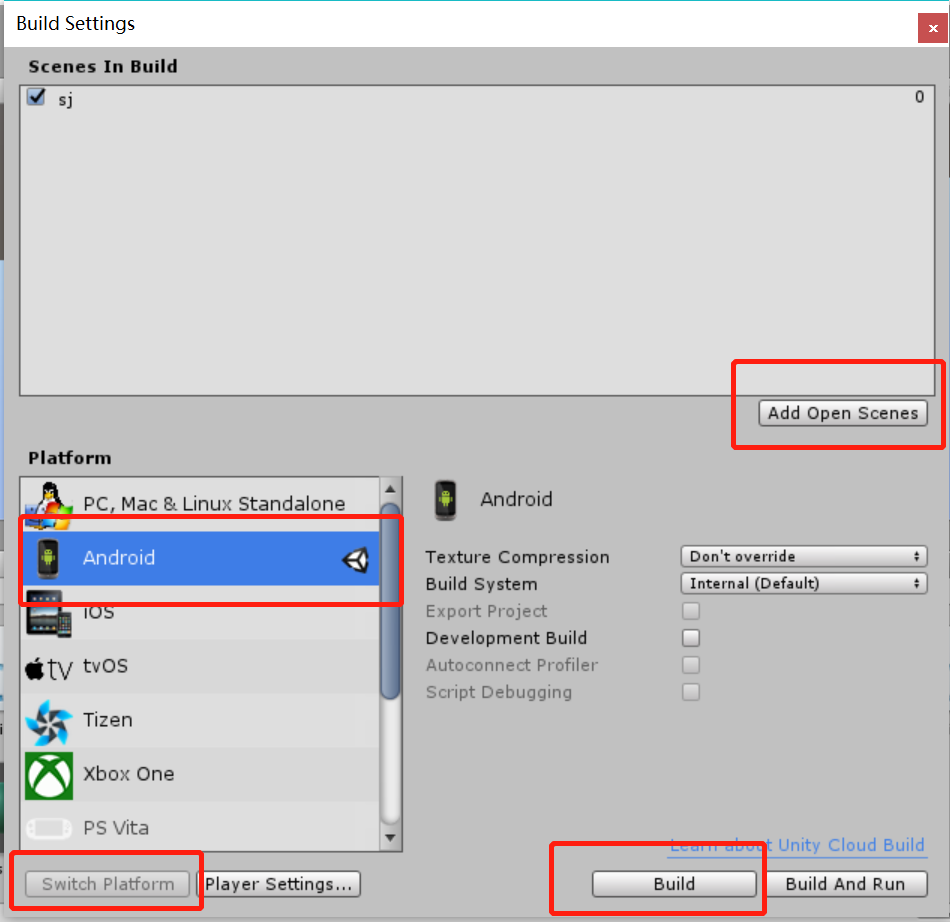 Build Settings
Scenes In Build
sj 0
Add Open Scenes
Platform
PC, Mac & Linux Standalone
Android
iOS
tvOS
Tizen
Xbox One
PS Vita
Android
Texture Compression Don't override
Build System Internal (Default)
Export Project
Development Build
Autoconnect Profiler
Script Debugging
Learn about Unity Cloud Build
Switch Platform Player Settings... Build Build And Run